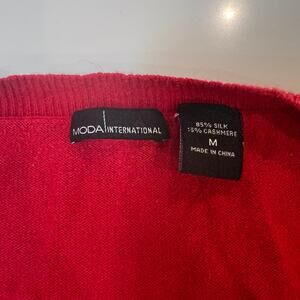 MODA INTERNATIONAL
85% SILK
15% CASHMERE
M
MADE IN CHINA